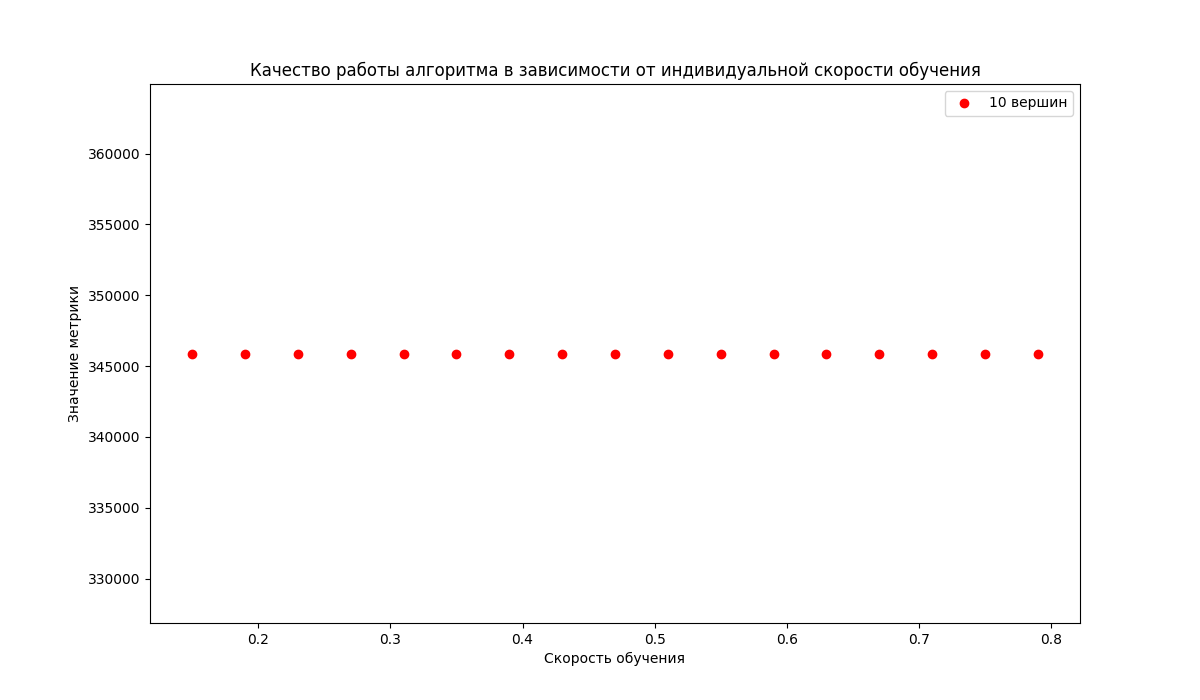 Качество работы алгоритма в зависимости от индивидуальной скорости обучения
10 вершин
360000
355000
350000
345000
340000
335000
330000
Значение метрики
0.2 0.3 0.4 0.5 0.6 0.7 0.8
Скорость обучения